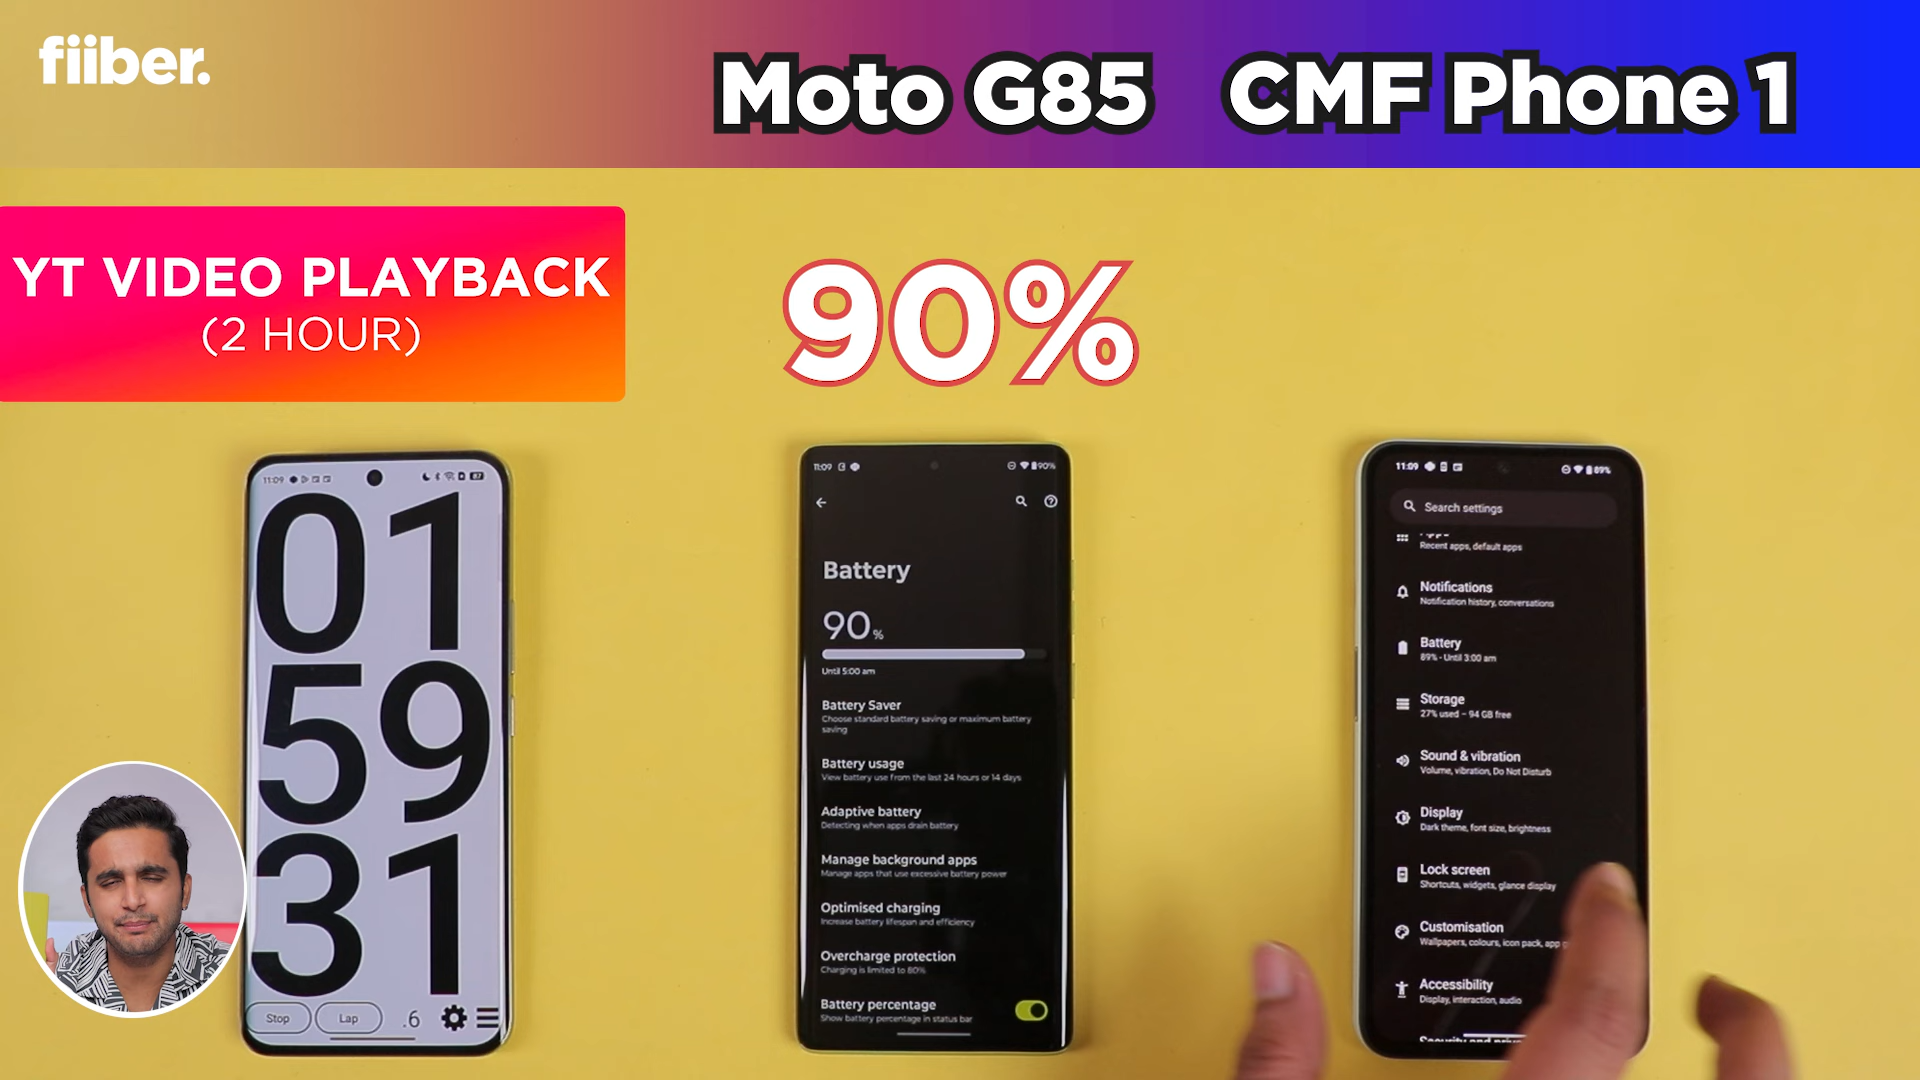 fiiber.
Moto G85
CMF Phone 1
YT VIDEO PLAYBACK
(2 HOUR)
90%
11:09
87
01
59
31
Stop
Lap
.6
11:09
90%
Battery
90%
Until 5:00 am
Battery Saver
Choose standard battery saving or maximum battery
saving
Battery usage
View battery use from the last 24 hours or 14 days
Adaptive battery
Detecting when apps drain battery
Manage background apps
Manage apps that use excessive battery power
Optimised charging
Increase battery lifespan and efficiency
Overcharge protection
Charging is limited to 80%
Battery percentage
Show battery percentage in status bar
11:09
89%
Search settings
Apps
Recent apps, default apps
Notifications
Notification history, conversations
Battery
89% - Until 3:00 am
Storage
27% used - 94 GB free
Sound & vibration
Volume, vibration, Do Not Disturb
Display
Dark theme, font size, brightness
Lock screen
Shortcuts, widgets, glance display
Customisation
Wallpapers, colours, icon pack, app
Accessibility
Display, interaction, audio
Security and